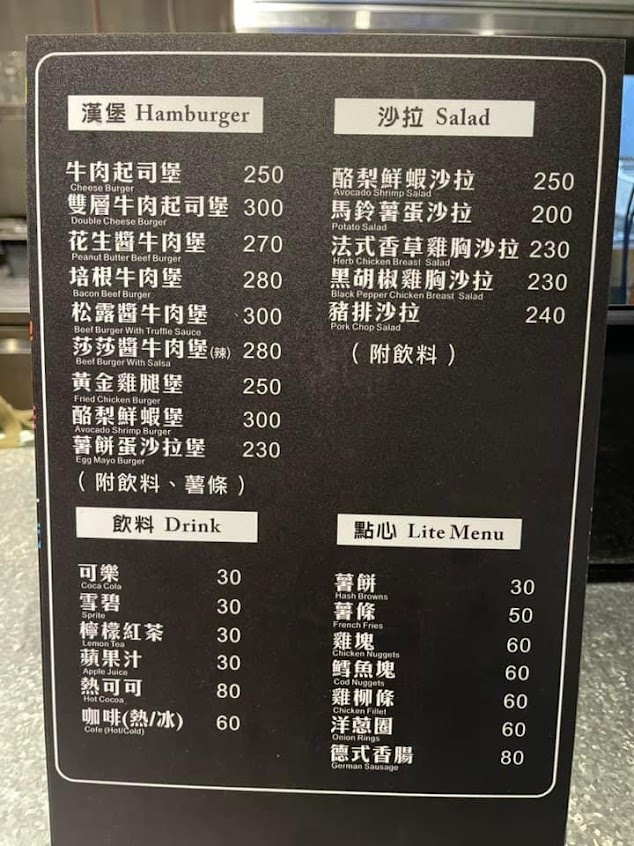 漢堡 Hamburger
牛肉起司堡 250
Cheese Burger
雙層牛肉起司堡 300
Double Cheese Burger
花生醬牛肉堡 270
Peanut Butter Beef Burger
培根牛肉堡 280
Bacon Beef Burger
松露醬牛肉堡 300
Beef Burger With Truffle Sauce
莎莎醬牛肉堡(辣) 280
Beef Burger With Salsa
黃金雞腿堡 250
Fried Chicken Burger
酪梨鮮蝦堡 300
Avocado Shrimp Burger
薯餅蛋沙拉堡 230
Egg Mayo Burger
(附飲料、薯條)
沙拉 Salad
酪梨鮮蝦沙拉 250
Avocado Shrimp Salad
馬鈴薯蛋沙拉 200
Potato Salad
法式香草雞胸沙拉 230
Herb Chicken Breast Salad
黑胡椒雞胸沙拉 230
Black Pepper Chicken Breast Salad
豬排沙拉 240
Pork Chop Salad
(附飲料)
飲料 Drink
可樂 30
Coca Cola
雪碧 30
Sprite
檸檬紅茶 30
Lemon Tea
蘋果汁 30
Apple Juice
熱可可 80
Hot Cocoa
咖啡(熱/冰) 60
Cofe (Hot/Cold)
點心 Lite Menu
薯餅 30
Hash Browns
薯條 50
French Fries
雞塊 60
Chicken Nuggets
鱈魚塊 60
Cod Nuggets
雞柳條 60
Chicken Fillet
洋蔥圈 60
Onion Rings
德式香腸 80
German Sausage